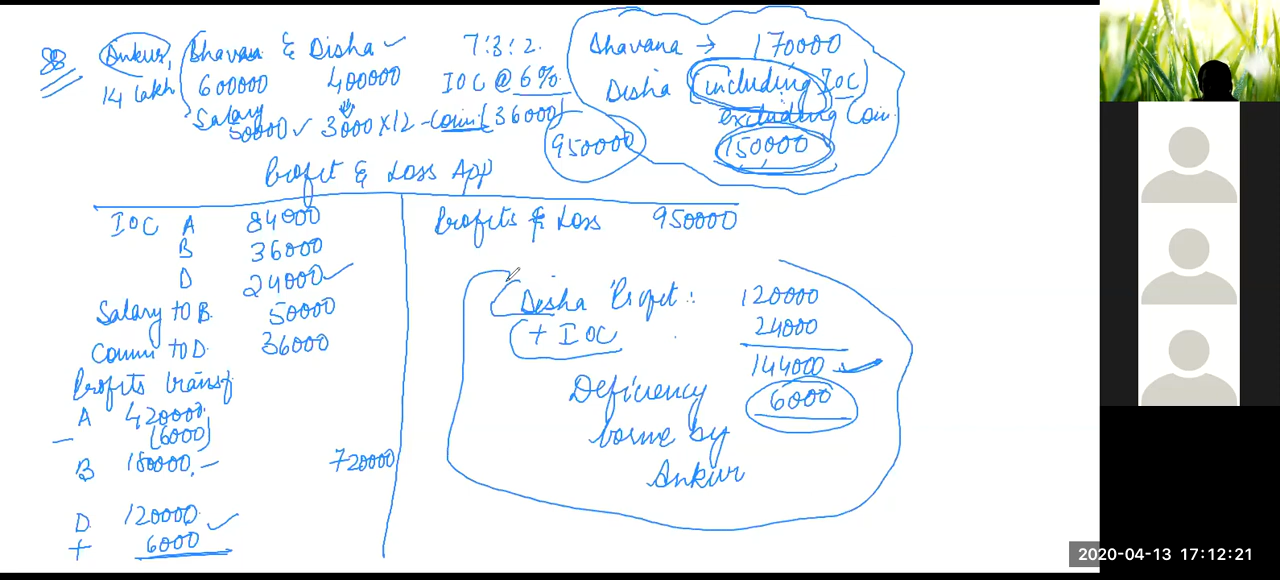 88 Ankur, Bhavana & Disha 7:3:2.
14 lakh 600000 400000 IOC @ 6%
Salary
50000 3000 x 12 - Comm (36000)
Bhavana → 170000
Disha (including IOC)
excluding Com
950000 150000
Profit & Loss App
IOC A 84000 Profits & Loss 950000
B 36000
D 24000
Salary to B. 50000
Comm to D. 36000
Profits transf
A 420000
- (6000)
B 180000, - 720000
D 120000
+ 6000
Disha Profit: 120000
+ IOC 24000
144000
Deficiency 6000
borne by
Ankur
2020-04-13 17:12:21